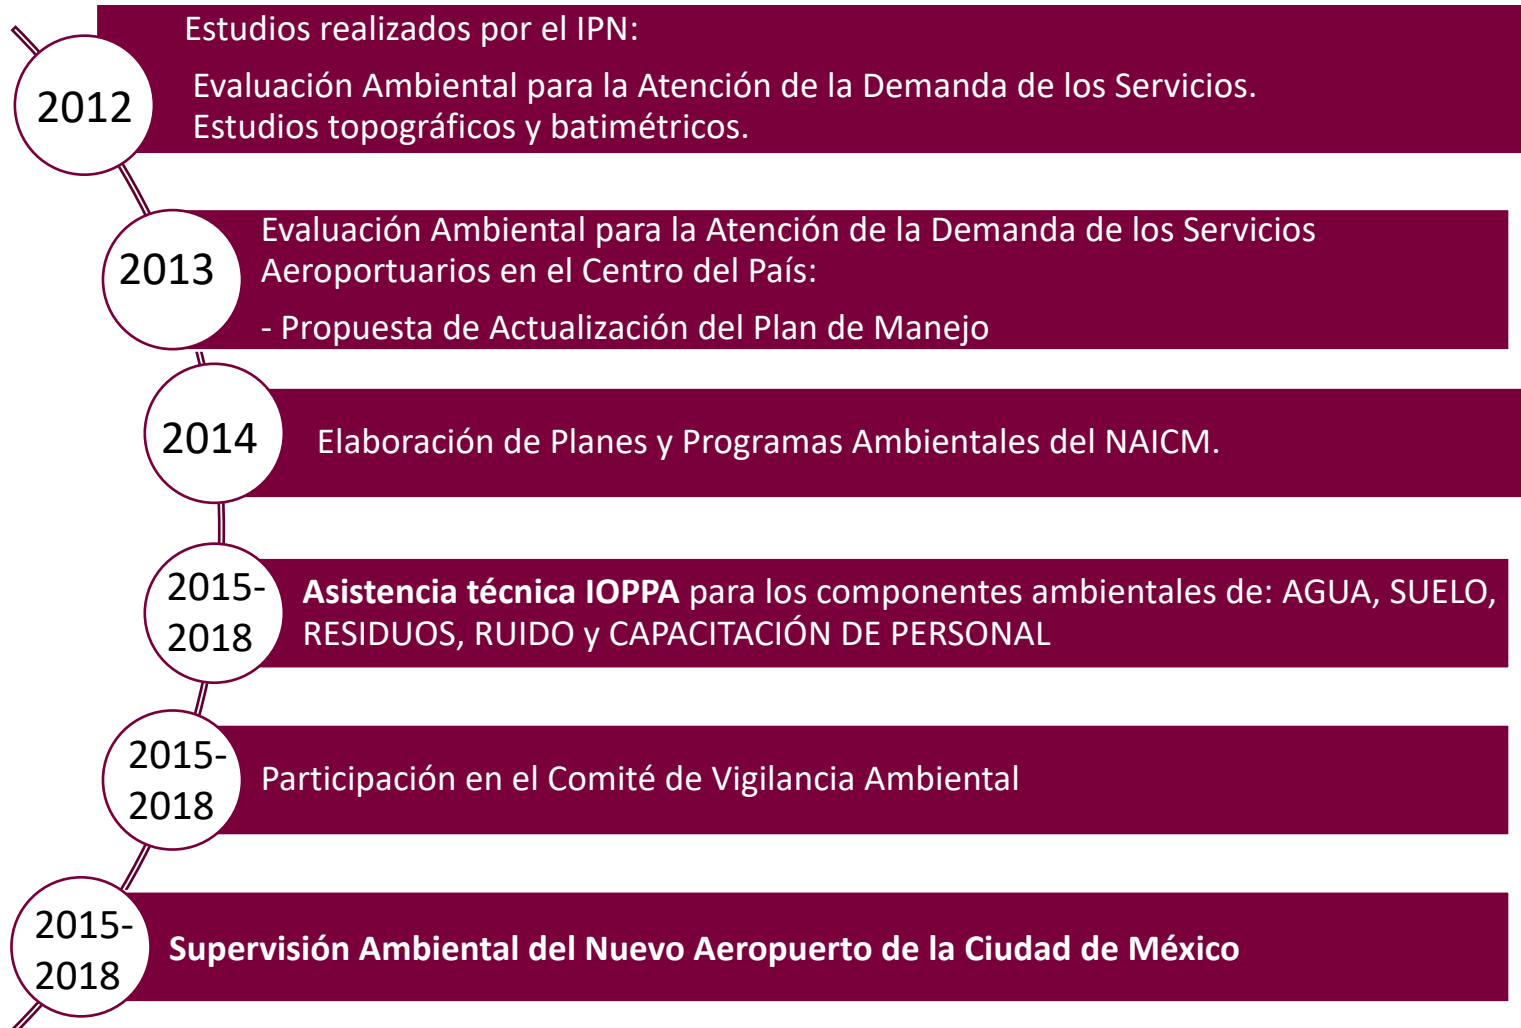 Estudios realizados por el IPN:
2012
Evaluación Ambiental para la Atención de la Demanda de los Servicios.
Estudios topográficos y batimétricos.
2013
Evaluación Ambiental para la Atención de la Demanda de los Servicios
Aeroportuarios en el Centro del País:
- Propuesta de Actualización del Plan de Manejo
2014
Elaboración de Planes y Programas Ambientales del NAICM.
2015-
2018
Asistencia técnica IOPPA para los componentes ambientales de: AGUA, SUELO,
RESIDUOS, RUIDO y CAPACITACIÓN DE PERSONAL
2015-
2018
Participación en el Comité de Vigilancia Ambiental
2015-
2018
Supervisión Ambiental del Nuevo Aeropuerto de la Ciudad de México